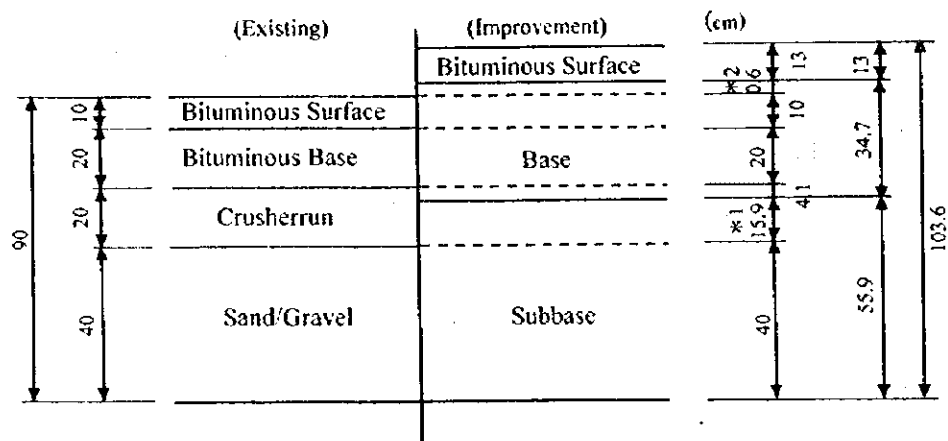 (Existing) (Improvement) (cm)
Bituminous Surface
Bituminous Surface
Bituminous Base
Base
Crusherrun
Sand/Gravel
Subbase
90
10
20
20
40
*2
0.6
13
10
20
4.1
*1
15.9
40
13
34.7
55.9
103.6